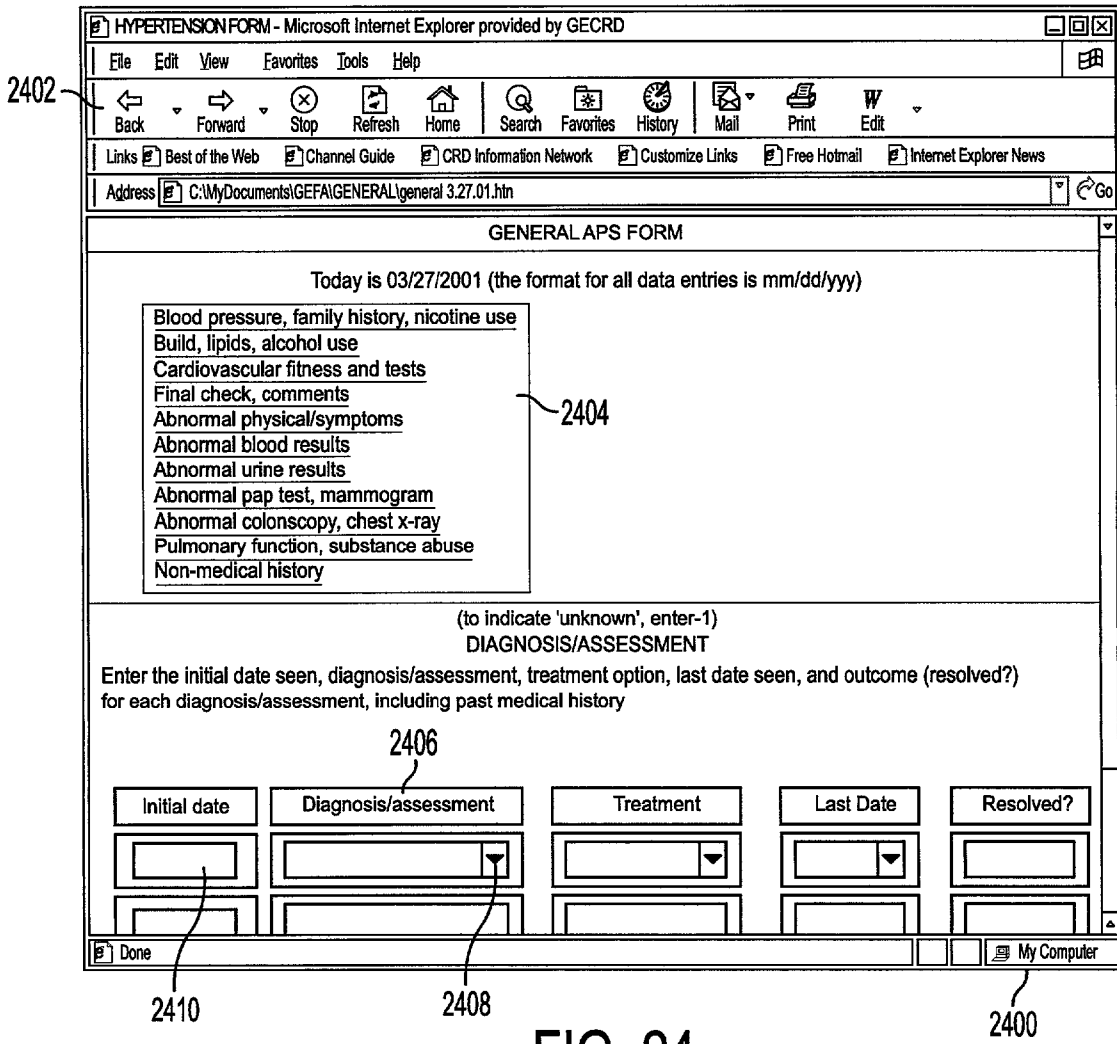 HYPERTENSION FORM - Microsoft Internet Explorer provided by GECRD
File Edit View Favorites Tools Help
2402
Back Forward Stop Refresh Home Search Favorites History Mail Print Edit
Links Best of the Web Channel Guide CRD Information Network Customize Links Free Hotmail Internet Explorer News
Address C:\MyDocuments\GEFA\GENERAL\general 3.27.01.htn Go
GENERAL APS FORM
Today is 03/27/2001 (the format for all data entries is mm/dd/yyy)
Blood pressure, family history, nicotine use
Build, lipids, alcohol use
Cardiovascular fitness and tests
Final check, comments
2404
Abnormal physical/symptoms
Abnormal blood results
Abnormal urine results
Abnormal pap test, mammogram
Abnormal colonscopy, chest x-ray
Pulmonary function, substance abuse
Non-medical history
(to indicate 'unknown', enter-1)
DIAGNOSIS/ASSESSMENT
Enter the initial date seen, diagnosis/assessment, treatment option, last date seen, and outcome (resolved?)
for each diagnosis/assessment, including past medical history
2406
Initial date Diagnosis/assessment Treatment Last Date Resolved?
Done My Computer
2410 2408 2400
FIG. 24